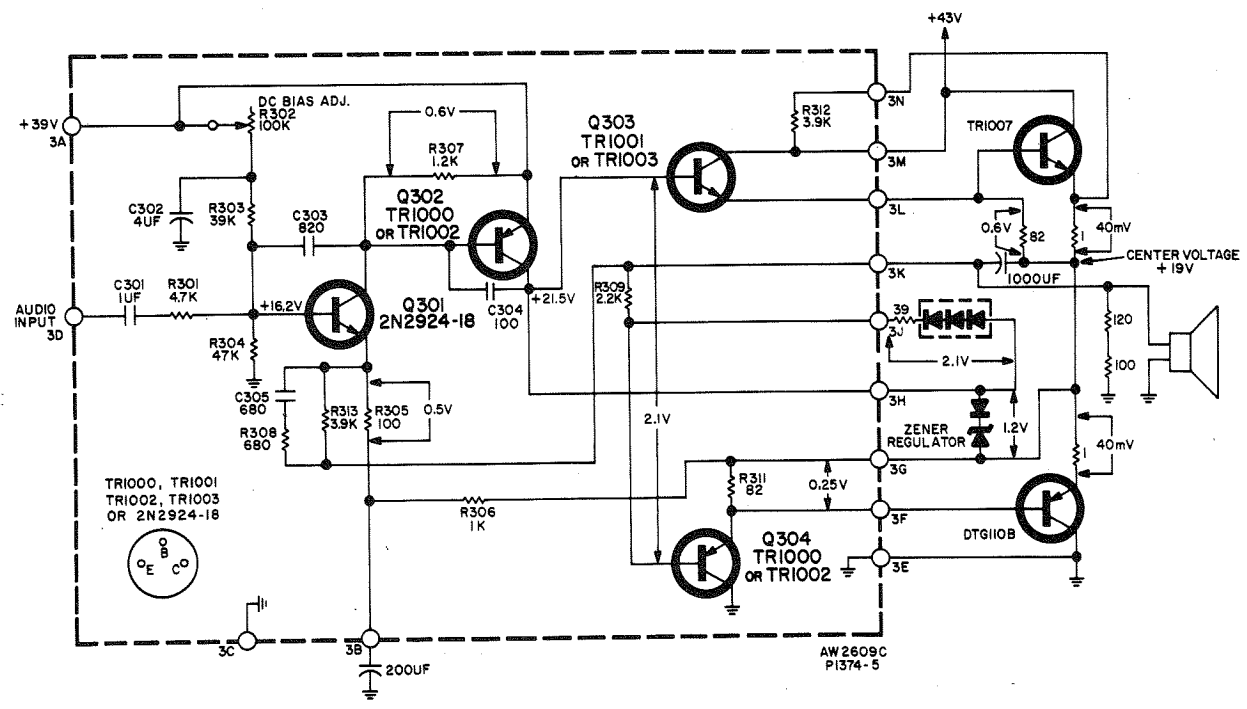 +43V
DC BIAS ADJ.
R302
100K
+39V
3A
0.6V
R307
1.2K
Q303
TR1001
OR TR1003
R312
3.9K
3N
3M
TR1007
C302
4UF
R303
39K
C303
820
Q302
TR1000
OR TR1002
3L
0.6V
82
1
40mV
CENTER VOLTAGE
+19V
3K
1000UF
C301
1UF
R301
4.7K
+16.2V
AUDIO
INPUT
3D
Q301
2N2924-18
C304
100
+21.5V
R309
2.2K
3J
39
2.1V
120
100
R304
47K
C305
680
R308
680
R313
3.9K
R305
100
0.5V
2.1V
3H
ZENER
REGULATOR
1.2V
40mV
1
3G
R311
82
0.25V
R306
1K
3F
DTG110B
Q304
TR1000
OR TR1002
3E
TR1000, TR1001
TR1002, TR1003
OR 2N2924-18
B
E
C
3C
3B
200UF
AW2609C
P1374-5